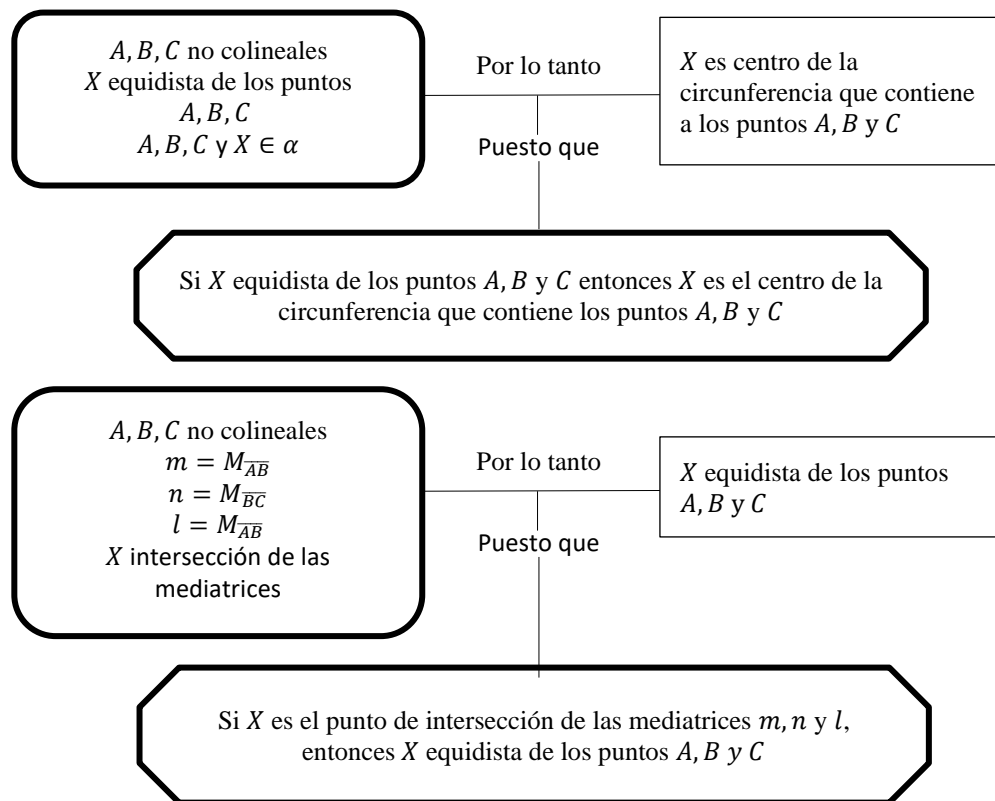 A, B, C no colineales
X equidista de los puntos
A, B, C
A, B, C y X ∈ α
Por lo tanto
Puesto que
X es centro de la
circunferencia que contiene
a los puntos A, B y C
Si X equidista de los puntos A, B y C entonces X es el centro de la
circunferencia que contiene los puntos A, B y C
A, B, C no colineales
m = M_{\overline{AB}}
n = M_{\overline{BC}}
l = M_{\overline{AB}}
X intersección de las
mediatrices
Por lo tanto
Puesto que
X equidista de los puntos
A, B y C
Si X es el punto de intersección de las mediatrices m, n y l,
entonces X equidista de los puntos A, B y C